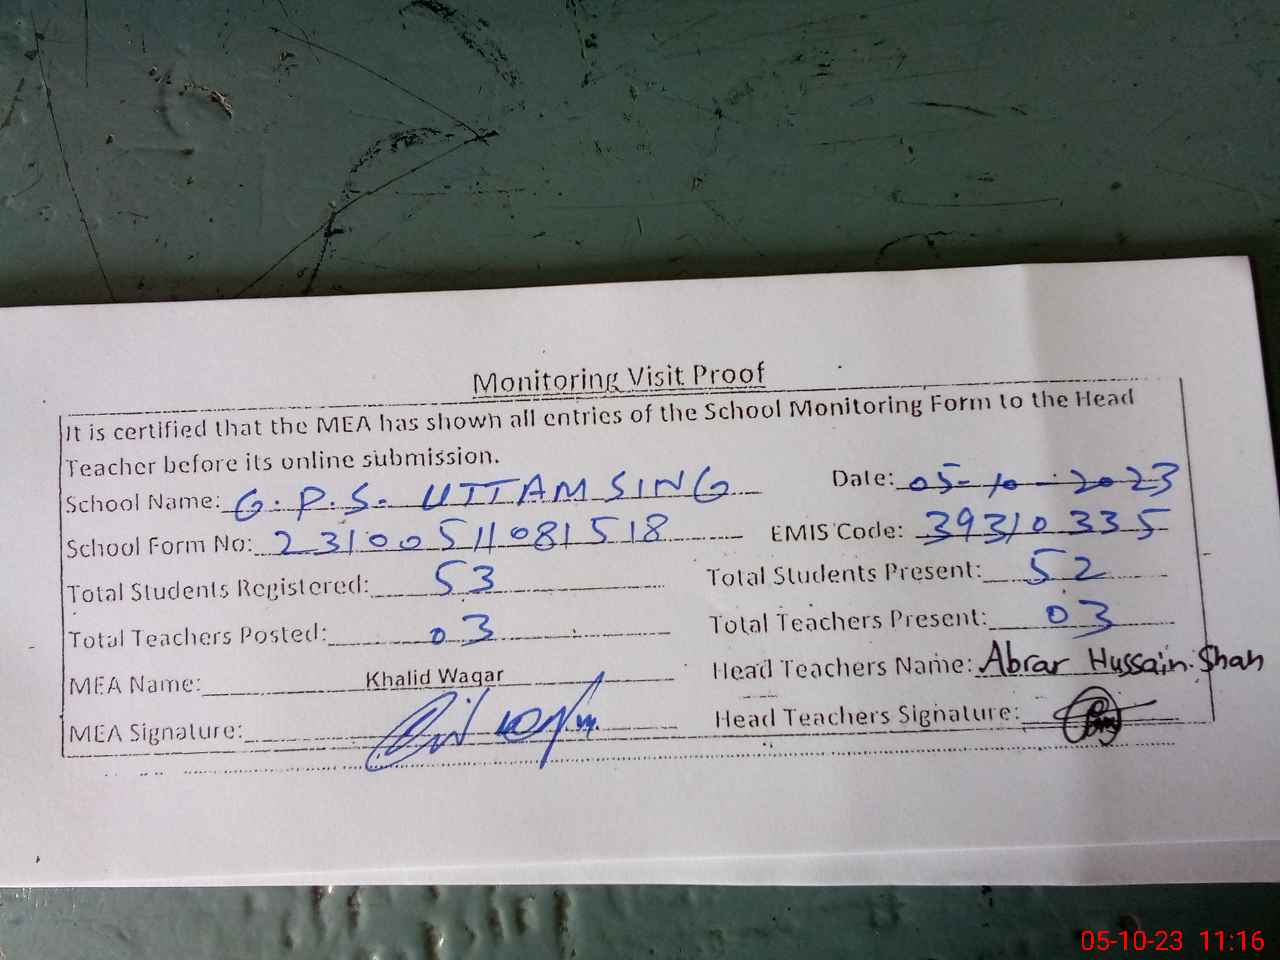 Monitoring Visit Proof
It is certified that the MEA has shown all entries of the School Monitoring Form to the Head
Teacher before its online submission.
School Name: G.P.S. UTTAM SING Date: 05-10-2023
School Form No: 23100511081518 EMIS Code: 39310335
Total Students Registered: 53 Total Students Present: 52
Total Teachers Posted: 03 Total Teachers Present: 03
MEA Name: Khalid Waqar Head Teachers Name: Abrar Hussain Shah
MEA Signature: Head Teachers Signature:
05-10-23 11:16